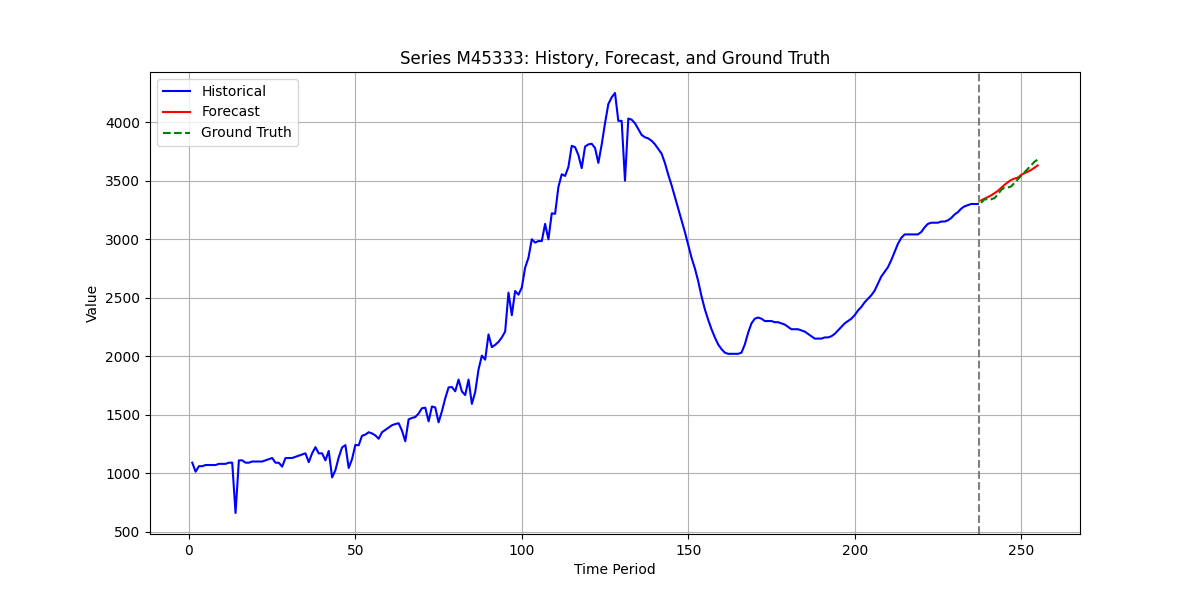 Series M45333: History, Forecast, and Ground Truth
Historical
Forecast
Ground Truth
Value
4000
3500
3000
2500
2000
1500
1000
500
0 50 100 150 200 250
Time Period